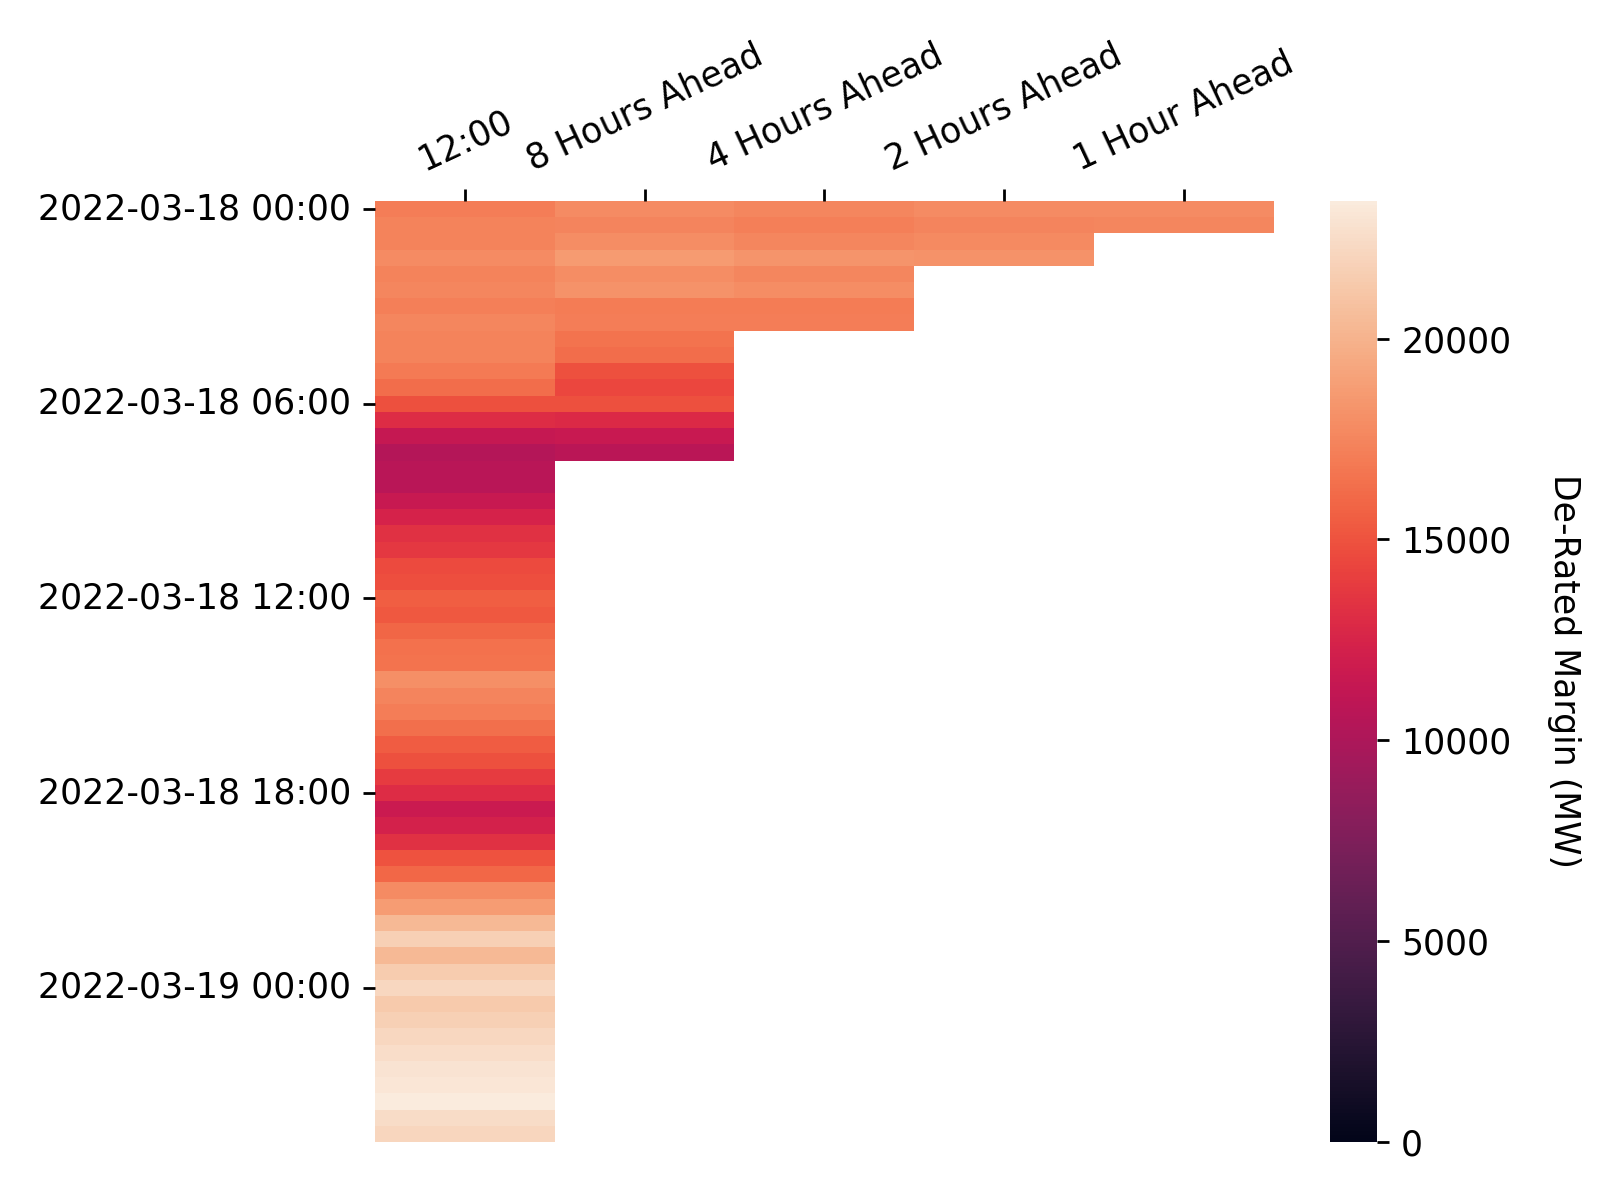 12:00
8 Hours Ahead
4 Hours Ahead
2 Hours Ahead
1 Hour Ahead
2022-03-18 00:00
2022-03-18 06:00
2022-03-18 12:00
2022-03-18 18:00
2022-03-19 00:00
20000
15000
10000
5000
0
De-Rated Margin (MW)